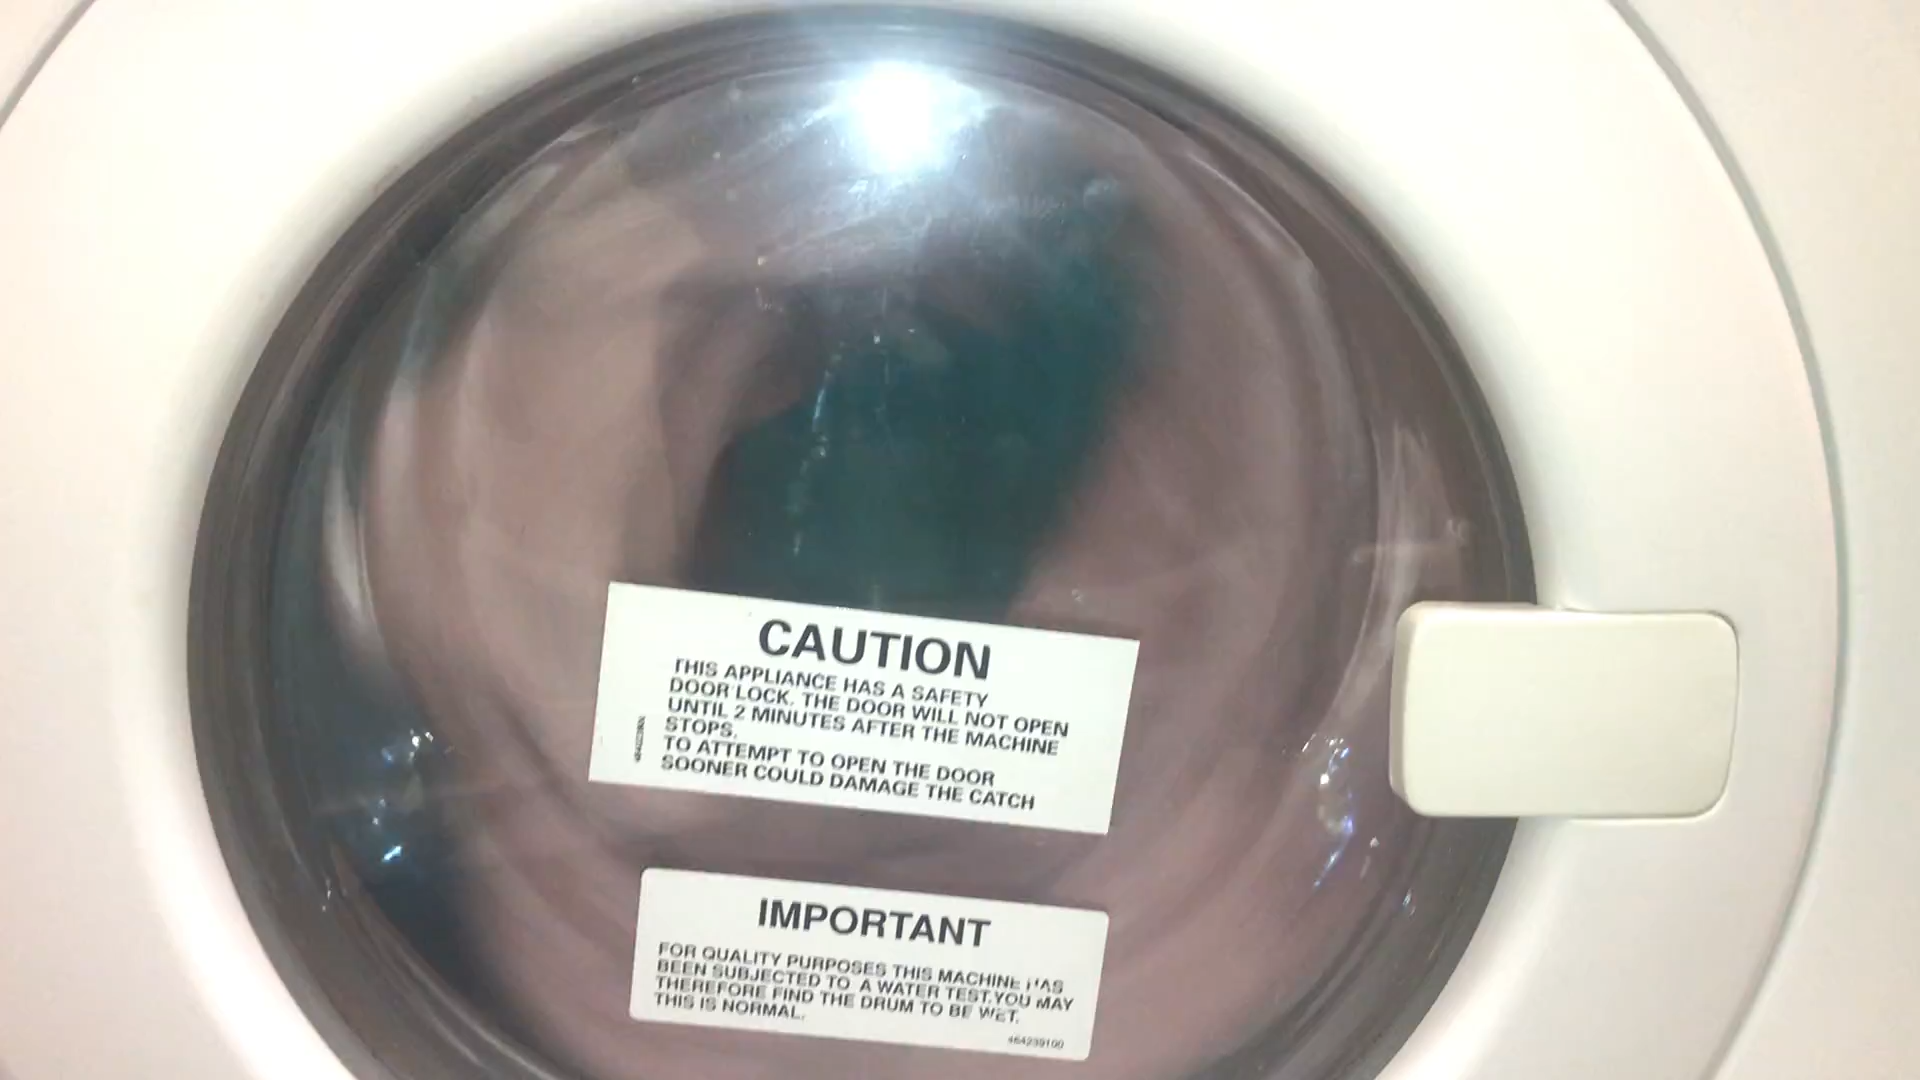 CAUTION
THIS APPLIANCE HAS A SAFETY
DOOR LOCK. THE DOOR WILL NOT OPEN
UNTIL 2 MINUTES AFTER THE MACHINE
STOPS.
TO ATTEMPT TO OPEN THE DOOR
SOONER COULD DAMAGE THE CATCH
IMPORTANT
FOR QUALITY PURPOSES THIS MACHINE HAS
BEEN SUBJECTED TO A WATER TEST.YOU MAY
THEREFORE FIND THE DRUM TO BE WET.
THIS IS NORMAL.
464239100